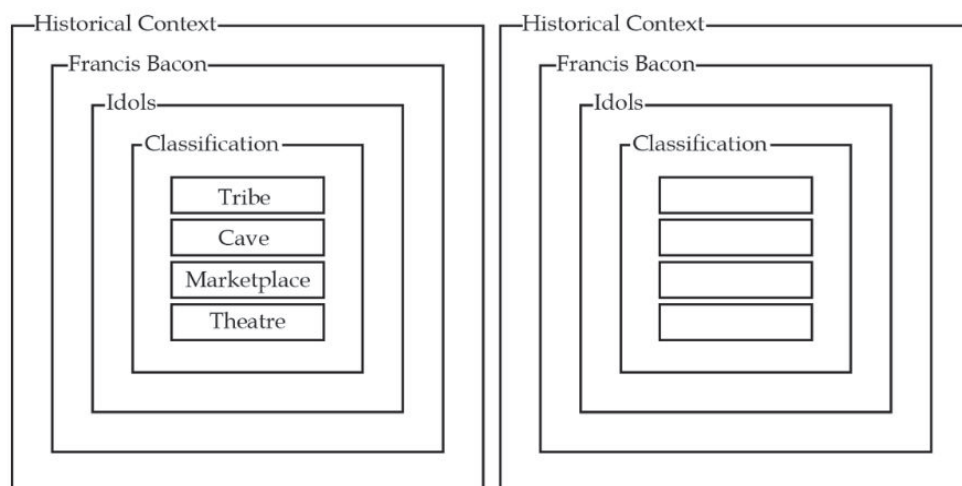 Historical Context
Francis Bacon
Idols
Classification
Tribe
Cave
Marketplace
Theatre
Historical Context
Francis Bacon
Idols
Classification